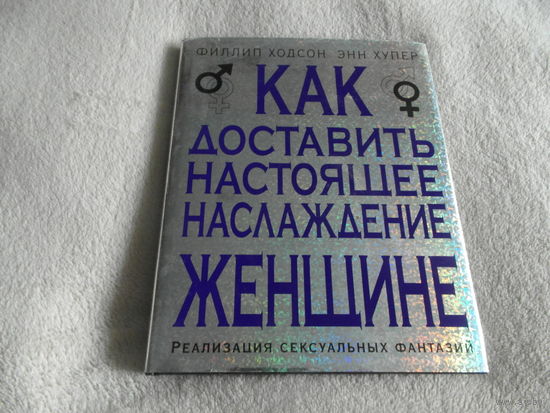 ФИЛЛИП ХОДСОН ЭНН ХУПЕР
КАК
ДОСТАВИТЬ
НАСТОЯЩЕЕ
НАСЛАЖДЕНИЕ
ЖЕНЩИНЕ
РЕАЛИЗАЦИЯ СЕКСУАЛЬНЫХ ФАНТАЗИЙ